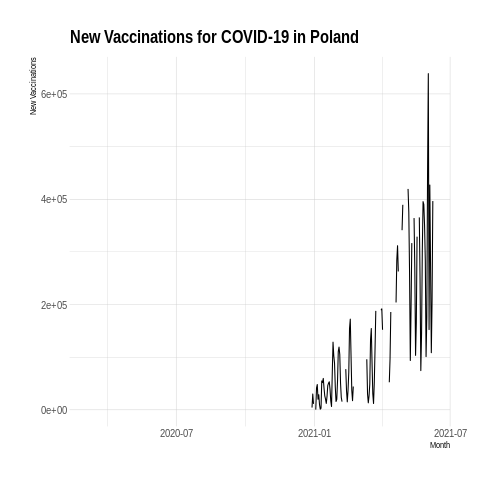 New Vaccinations for COVID-19 in Poland
New Vaccinations
6e+05
4e+05
2e+05
0e+00
2020-07
2021-01
2021-07
Month